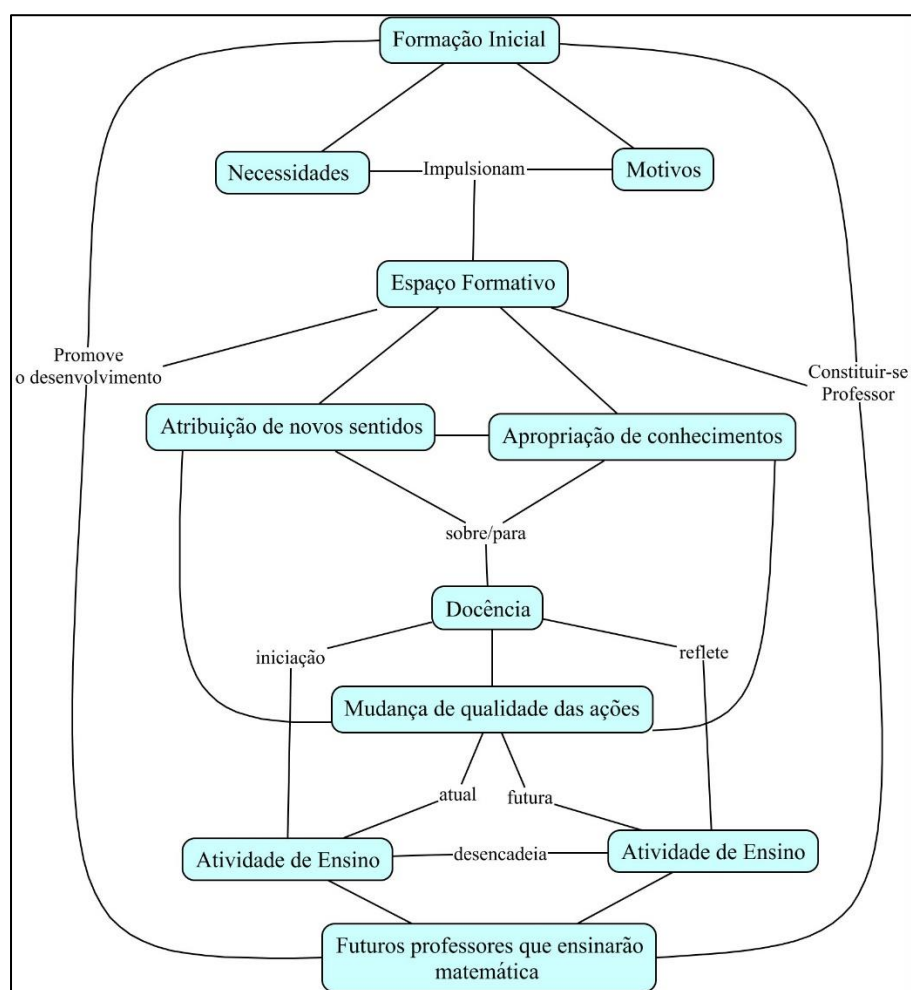 Formação Inicial
Necessidades
Impulsionam
Motivos
Espaço Formativo
Promove
o desenvolvimento
Constituir-se
Professor
Atribuição de novos sentidos
Apropriação de conhecimentos
sobre/para
Docência
iniciação
reflete
Mudança de qualidade das ações
atual
futura
Atividade de Ensino
desencadeia
Atividade de Ensino
Futuros professores que ensinarão
matemática